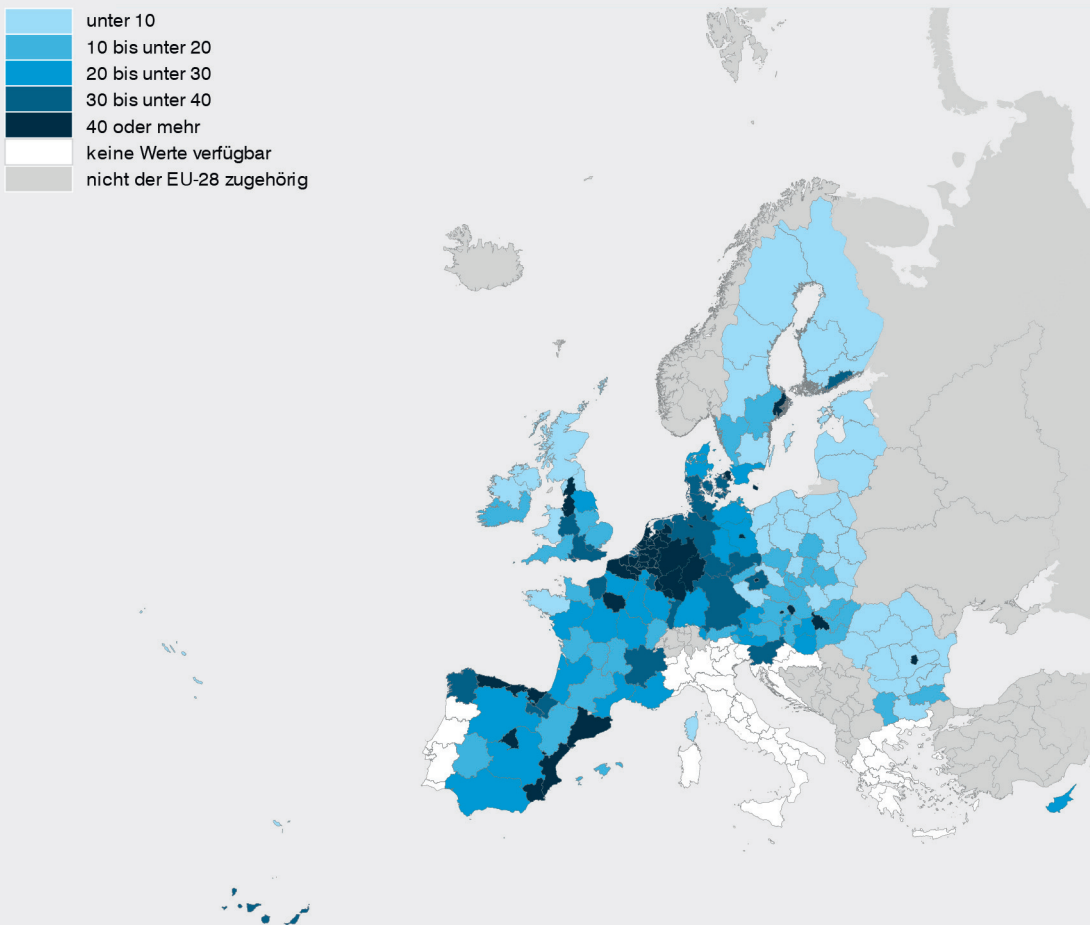 unter 10
10 bis unter 20
20 bis unter 30
30 bis unter 40
40 oder mehr
keine Werte verfügbar
nicht der EU-28 zugehörig